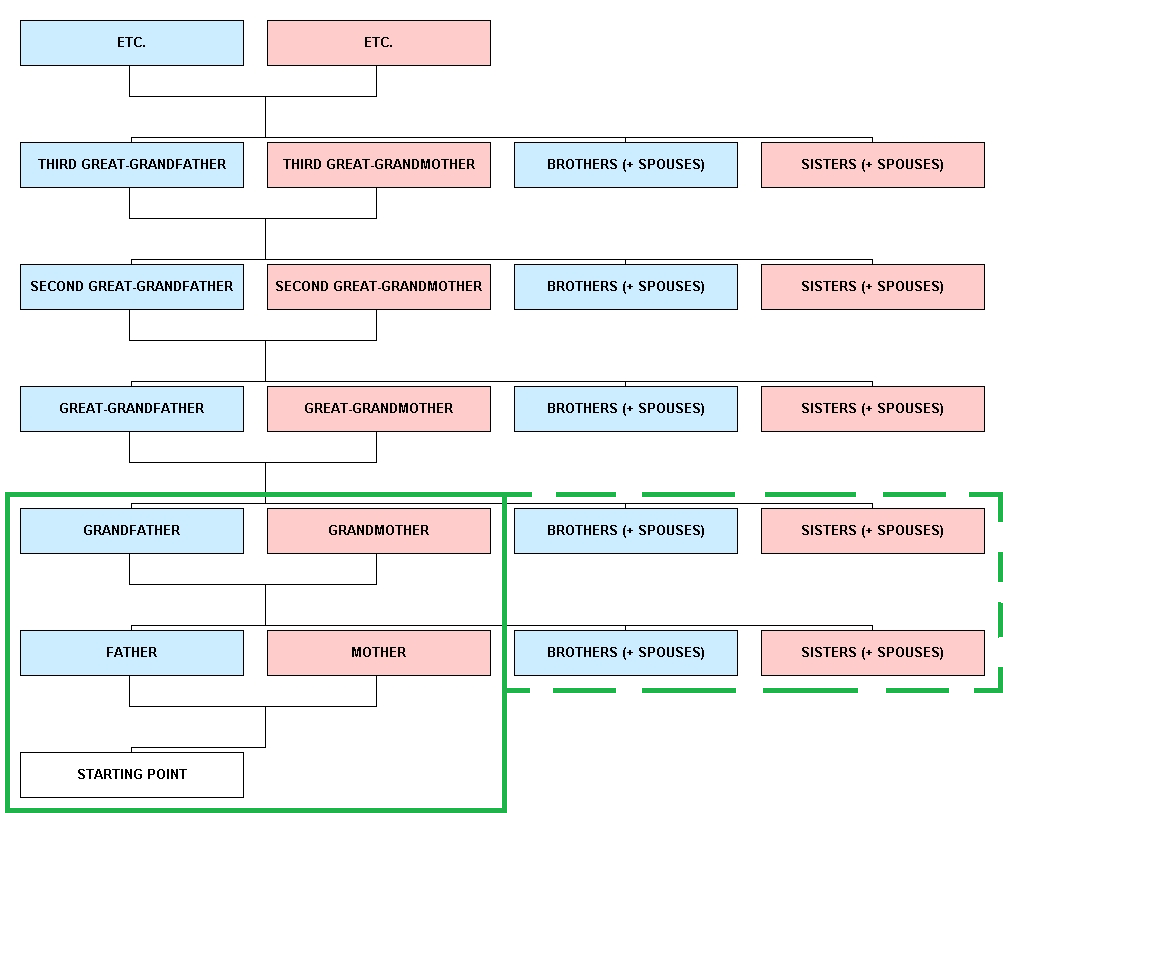 ETC.
ETC.
THIRD GREAT-GRANDFATHER
THIRD GREAT-GRANDMOTHER
BROTHERS (+ SPOUSES)
SISTERS (+ SPOUSES)
SECOND GREAT-GRANDFATHER
SECOND GREAT-GRANDMOTHER
BROTHERS (+ SPOUSES)
SISTERS (+ SPOUSES)
GREAT-GRANDFATHER
GREAT-GRANDMOTHER
BROTHERS (+ SPOUSES)
SISTERS (+ SPOUSES)
GRANDFATHER
GRANDMOTHER
BROTHERS (+ SPOUSES)
SISTERS (+ SPOUSES)
FATHER
MOTHER
BROTHERS (+ SPOUSES)
SISTERS (+ SPOUSES)
STARTING POINT